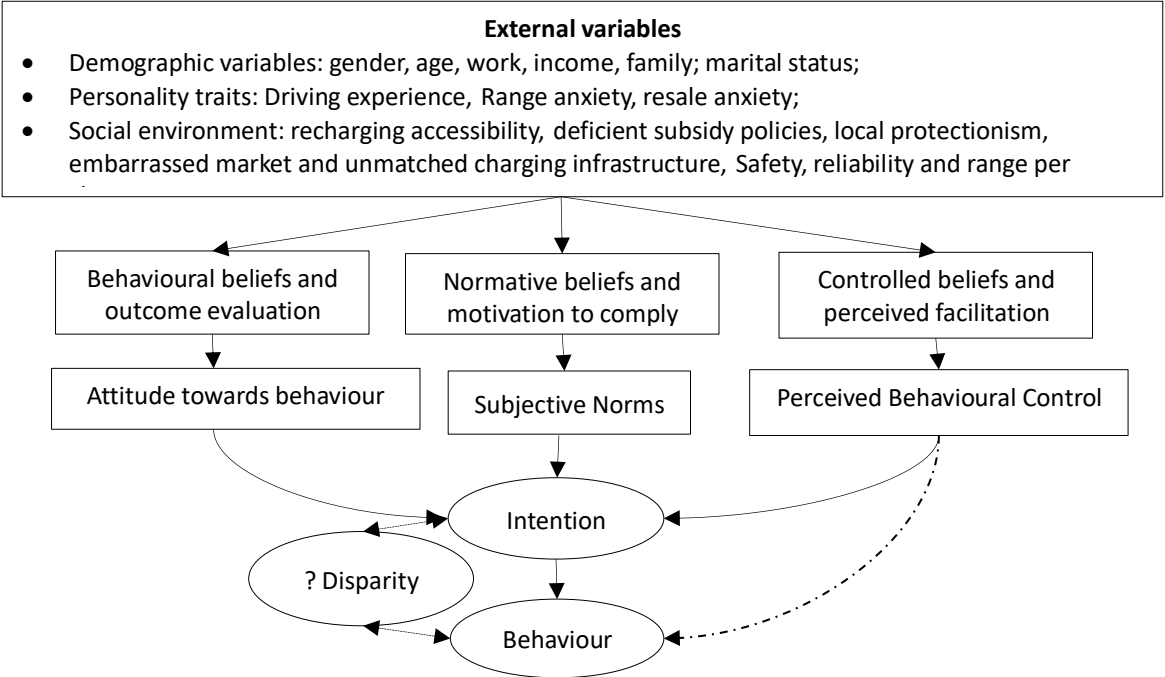 External variables
• Demographic variables: gender, age, work, income, family; marital status;
• Personality traits: Driving experience, Range anxiety, resale anxiety;
• Social environment: recharging accessibility, deficient subsidy policies, local protectionism,
embarrassed market and unmatched charging infrastructure, Safety, reliability and range per
Behavioural beliefs and
outcome evaluation
Normative beliefs and
motivation to comply
Controlled beliefs and
perceived facilitation
Attitude towards behaviour
Subjective Norms
Perceived Behavioural Control
Intention
? Disparity
Behaviour